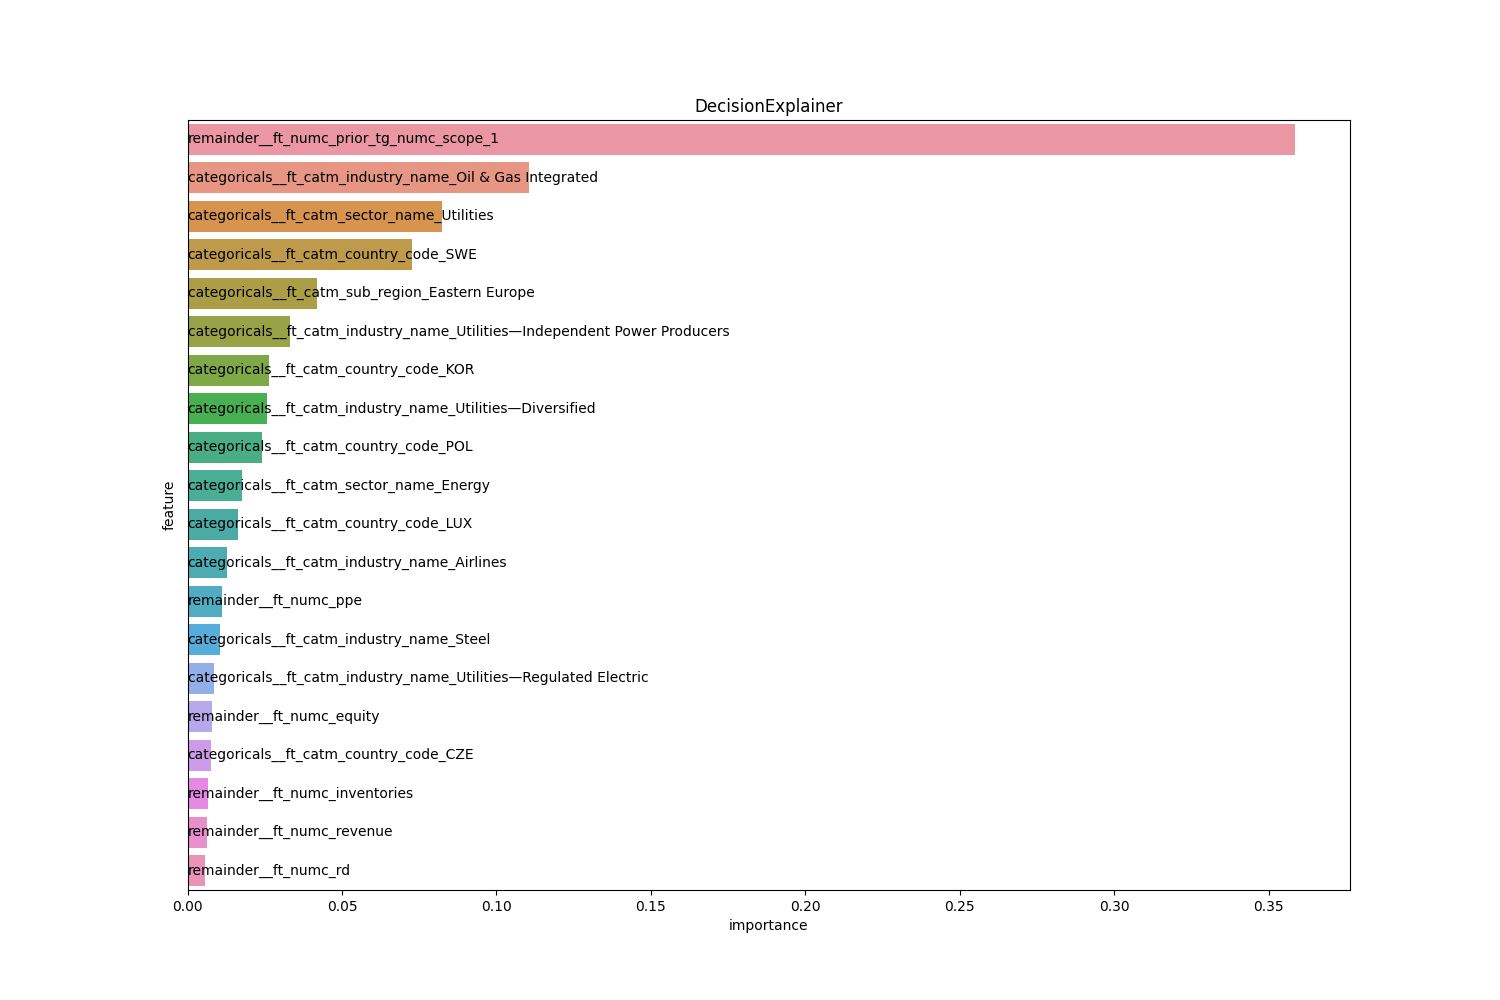 DecisionExplainer
remainder__ft_numc_prior_tg_numc_scope_1
categoricals__ft_catm_industry_name_Oil & Gas Integrated
categoricals__ft_catm_sector_name_Utilities
categoricals__ft_catm_country_code_SWE
categoricals__ft_catm_sub_region_Eastern Europe
categoricals__ft_catm_industry_name_Utilities—Independent Power Producers
categoricals__ft_catm_country_code_KOR
categoricals__ft_catm_industry_name_Utilities—Diversified
categoricals__ft_catm_country_code_POL
categoricals__ft_catm_sector_name_Energy
categoricals__ft_catm_country_code_LUX
categoricals__ft_catm_industry_name_Airlines
remainder__ft_numc_ppe
categoricals__ft_catm_industry_name_Steel
categoricals__ft_catm_industry_name_Utilities—Regulated Electric
remainder__ft_numc_equity
categoricals__ft_catm_country_code_CZE
remainder__ft_numc_inventories
remainder__ft_numc_revenue
remainder__ft_numc_rd
feature
0.00 0.05 0.10 0.15 0.20 0.25 0.30 0.35
importance